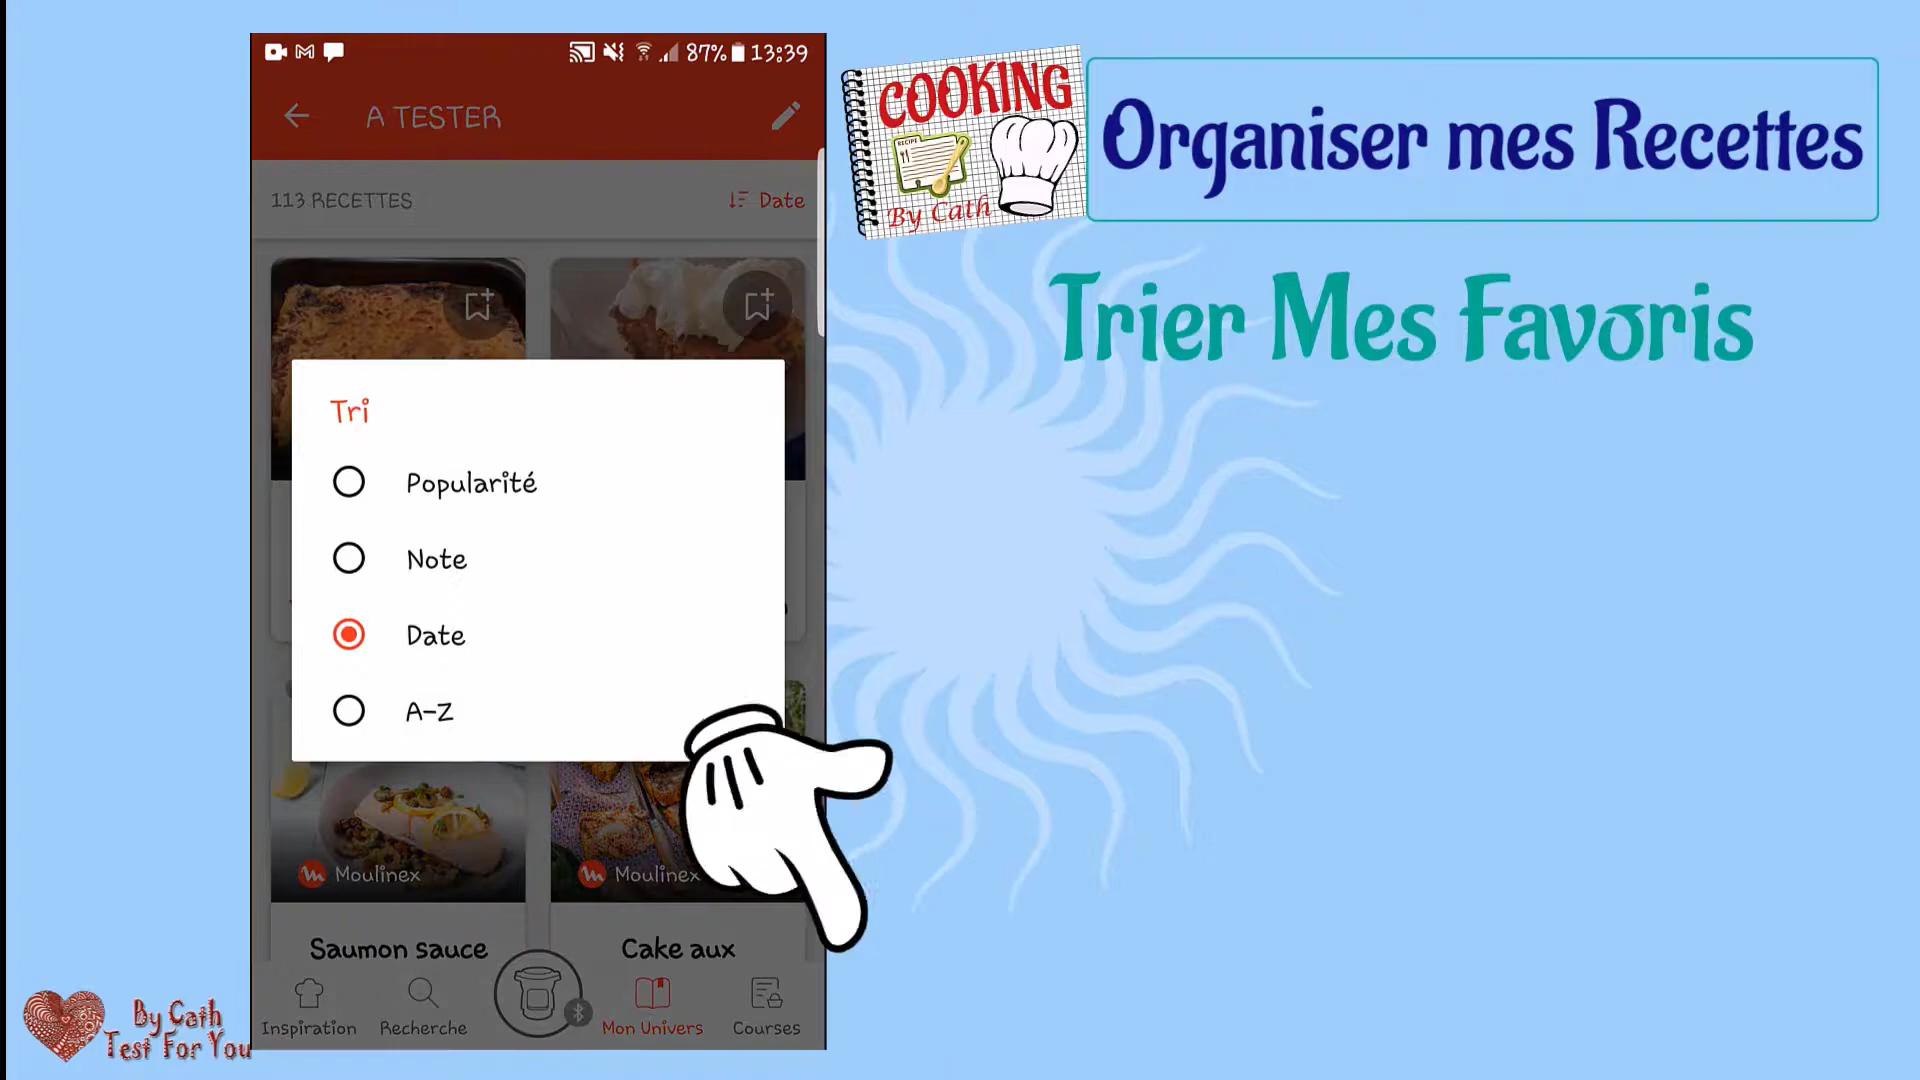 87% 13:39
A TESTER
113 RECETTES
Date
Tri
Popularité
Note
Date
A-Z
Moulinex
Moulinex
Saumon sauce
Cake aux
Inspiration
Recherche
Mon Univers
Courses
COOKING
RECIPE
By Cath
Organiser mes Recettes
Trier Mes Favoris
By Cath
Test For You